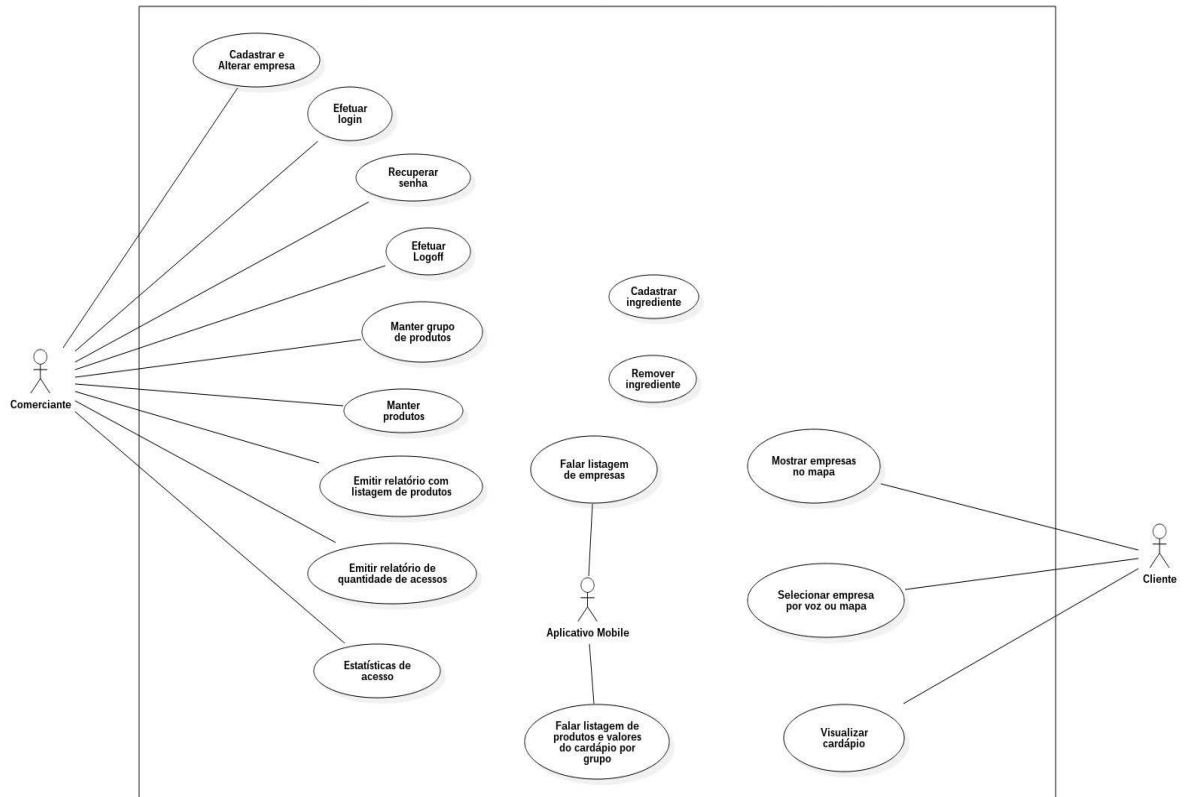 Cadastrar e
Alterar empresa
Efetuar
login
Recuperar
senha
Efetuar
Logoff
Cadastrar
ingrediente
Manter grupo
de produtos
Remover
ingrediente
Comerciante
Manter
produtos
Falar listagem
de empresas
Mostrar empresas
no mapa
Emitir relatório com
listagem de produtos
Emitir relatório de
quantidade de acessos
Cliente
Selecionar empresa
por voz ou mapa
Aplicativo Mobile
Estatísticas de
acesso
Falar listagem de
produtos e valores
do cardápio por
grupo
Visualizar
cardápio